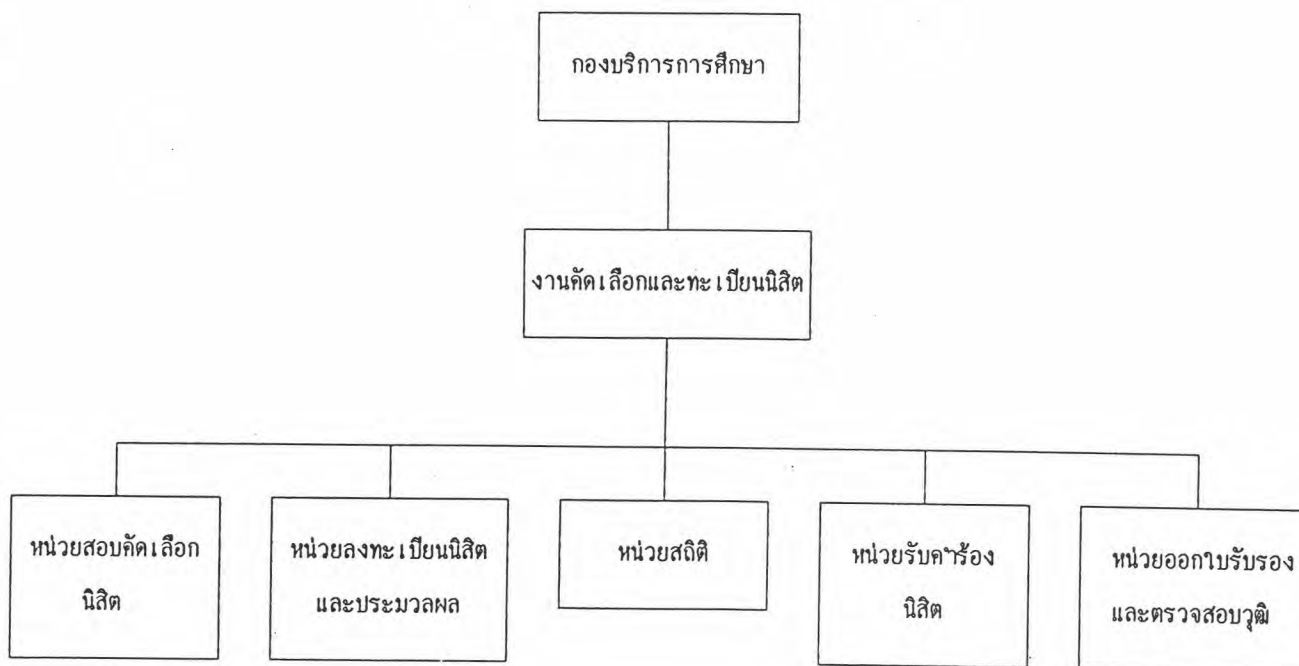 กองบริการการศึกษา
งานคัดเลือกและทะเบียนนิสิต
หน่วยสอบคัดเลือก
นิสิต
หน่วยลงทะเบียนนิสิต
และประมวลผล
หน่วยสถิติ
หน่วยรับคำร้อง
นิสิต
หน่วยออกใบรับรอง
และตรวจสอบวุฒิ